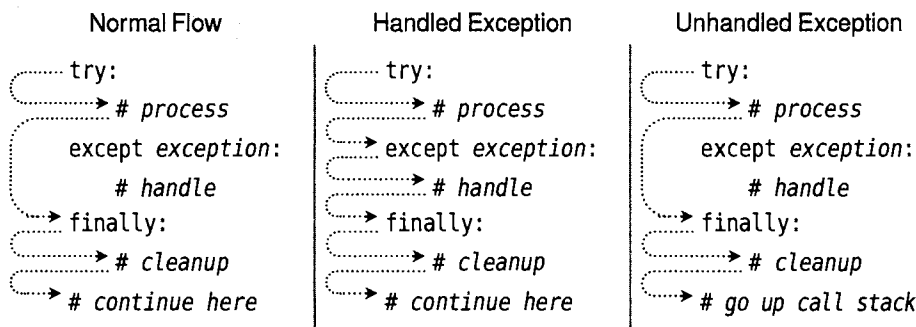 Normal Flow
try:
# process
except exception:
# handle
finally:
# cleanup
# continue here
Handled Exception
try:
# process
except exception:
# handle
finally:
# cleanup
# continue here
Unhandled Exception
try:
# process
except exception:
# handle
finally:
# cleanup
# go up call stack